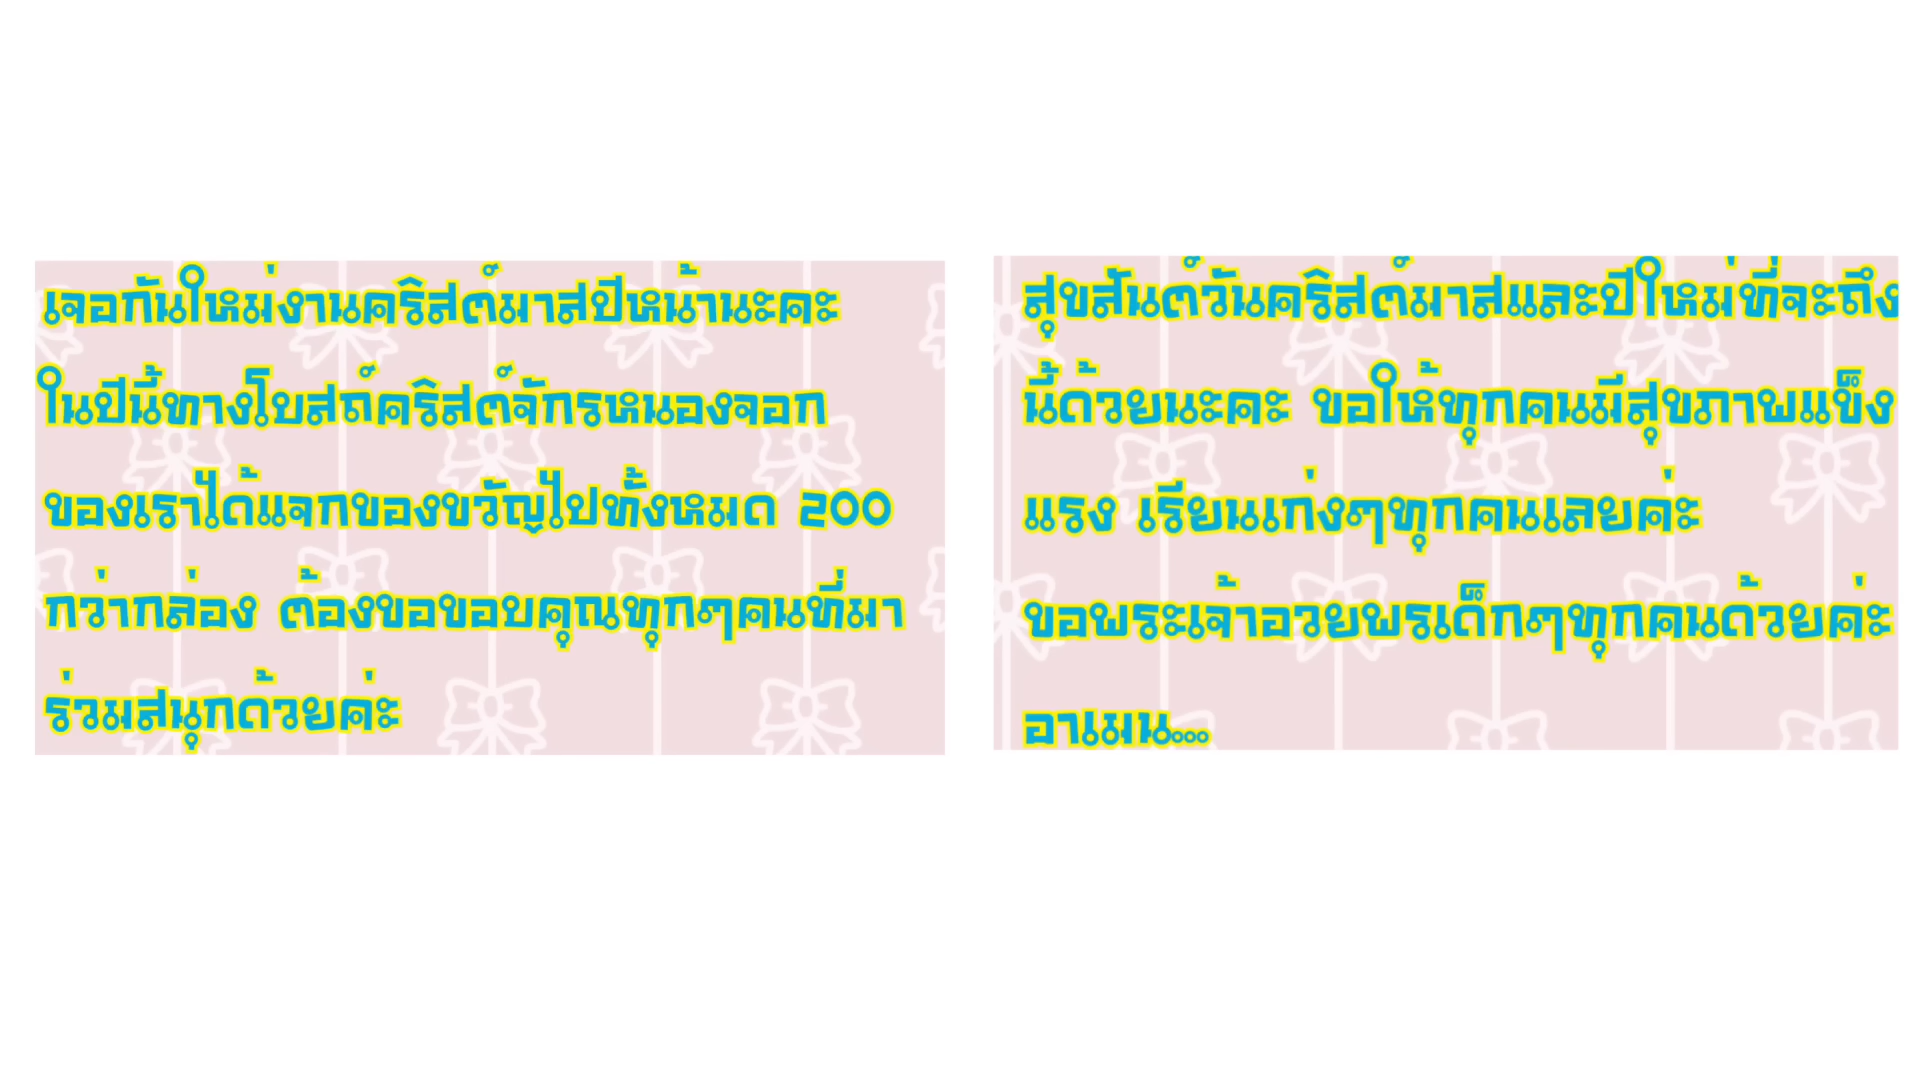 เจอกันใหม่งานคริสต์มาสปีหน้านะคะ
ในปีนี้ทางโบสถ์คริสต์จักรหนองจอก
ของเราได้แจกของขวัญไปทั้งหมด 200
กว่ากล่อง ต้องขอขอบคุณทุกๆคนที่มา
ร่วมสนุกด้วยค่ะ
สุขสันต์วันคริสต์มาสและปีใหม่ที่จะถึง
นี้ด้วยนะคะ ขอให้ทุกคนมีสุขภาพแข็ง
แรง เรียนเก่งๆทุกคนเลยค่ะ
ขอพระเจ้าอวยพรเด็กๆทุกคนด้วยค่ะ
อาเมน...